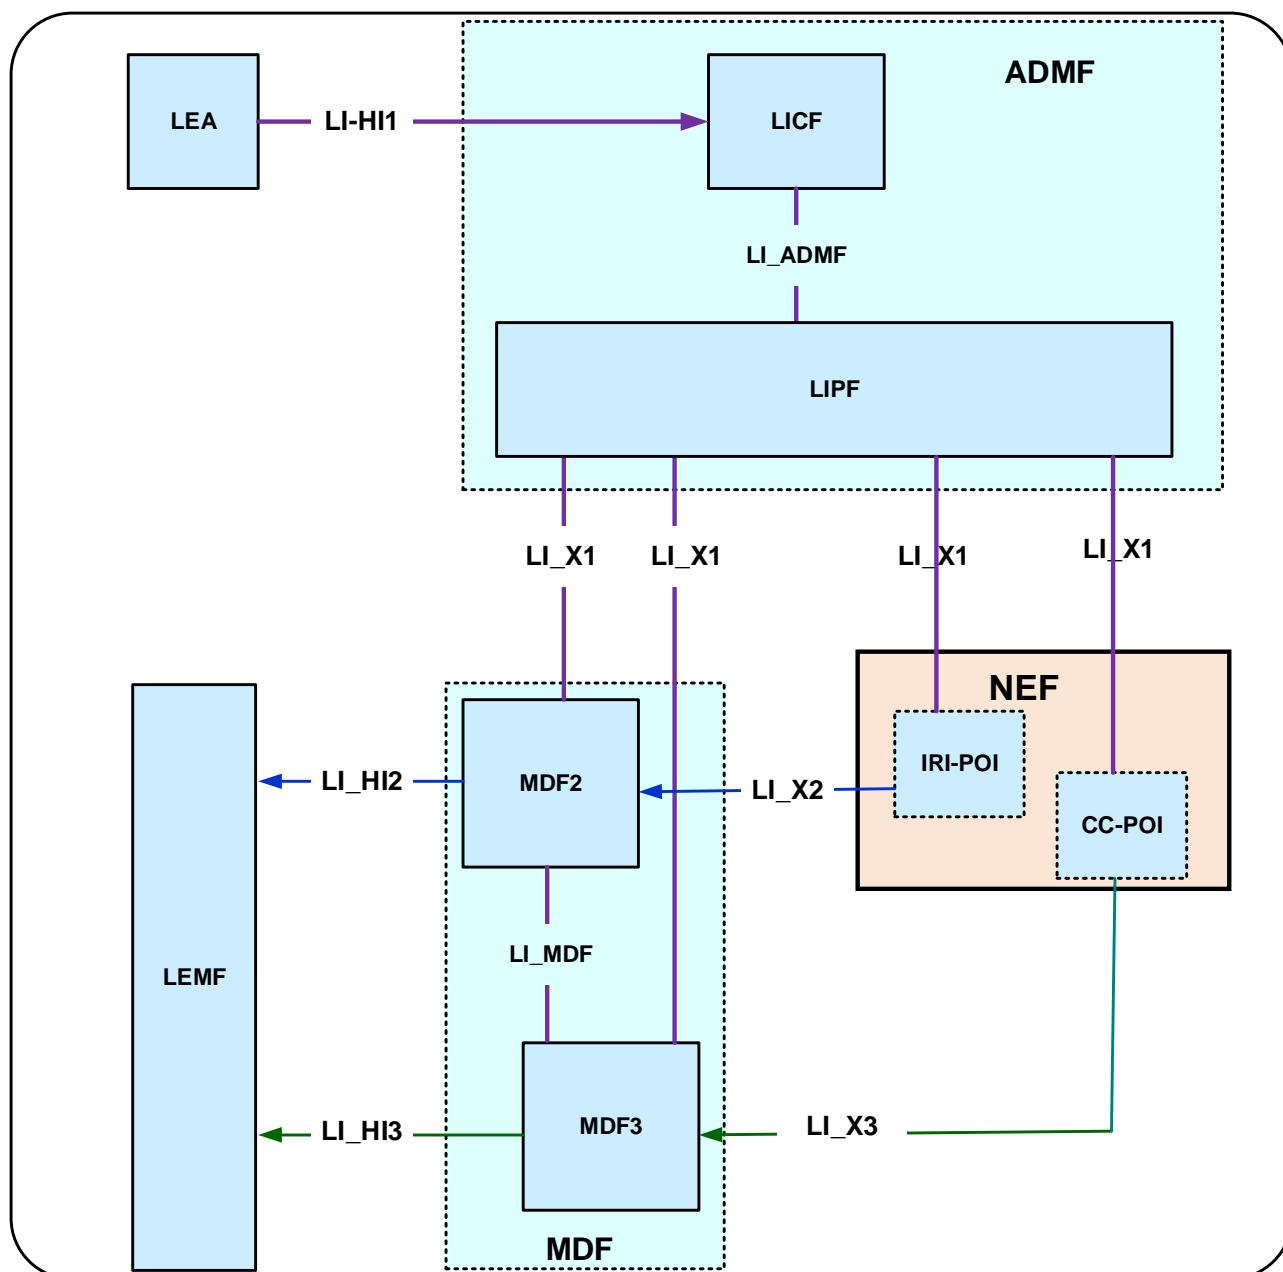 ADMF
LEA
LI-HI1
LICF
LI_ADMF
LIPF
LI_X1
LI_X1
LI_X1
LI_X1
NEF
IRI-POI
LI_HI2
MDF2
LI_X2
CC-POI
LI_MDF
LEMF
LI_HI3
MDF3
LI_X3
MDF